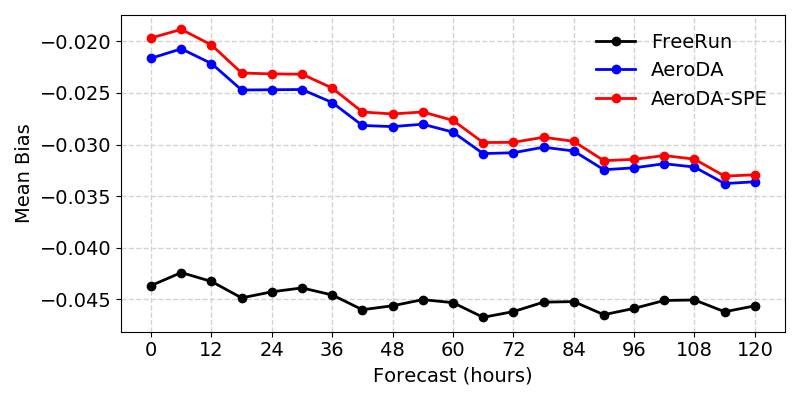 −0.020
−0.025
−0.030
−0.035
−0.040
−0.045
Mean Bias
FreeRun
AeroDA
AeroDA-SPE
0 12 24 36 48 60 72 84 96 108 120
Forecast (hours)